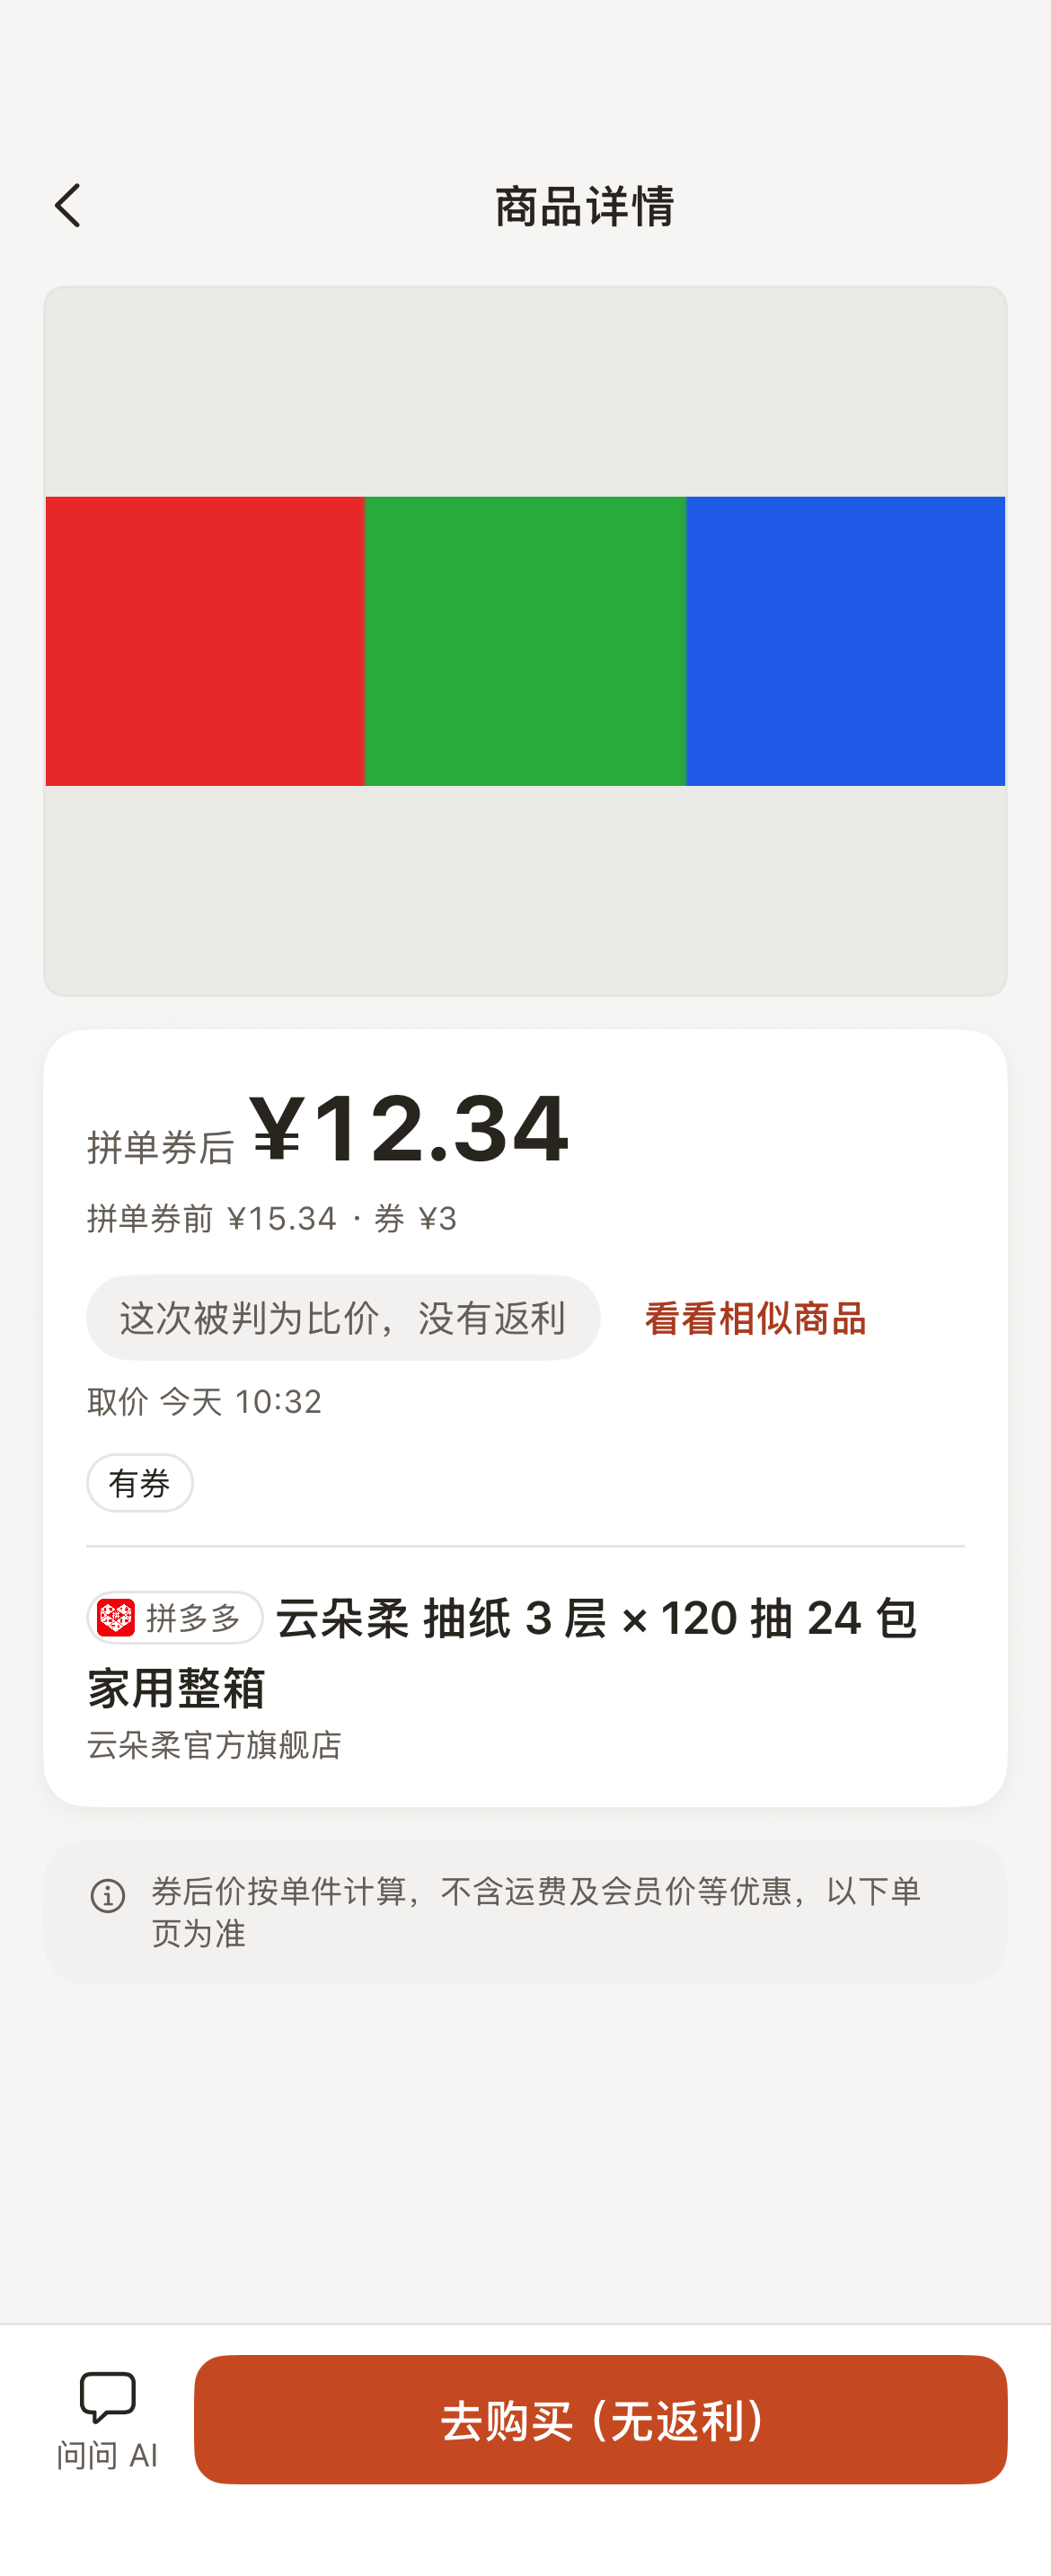 商品详情
拼单券后 ¥12.34
拼单券前 ¥15.34 · 券 ¥3
这次被判为比价，没有返利 看看相似商品
取价 今天 10:32
有券
拼多多 云朵柔 抽纸 3 层 × 120 抽 24 包
家用整箱
云朵柔官方旗舰店
券后价按单件计算，不含运费及会员价等优惠，以下单
页为准
问问 AI
去购买（无返利）